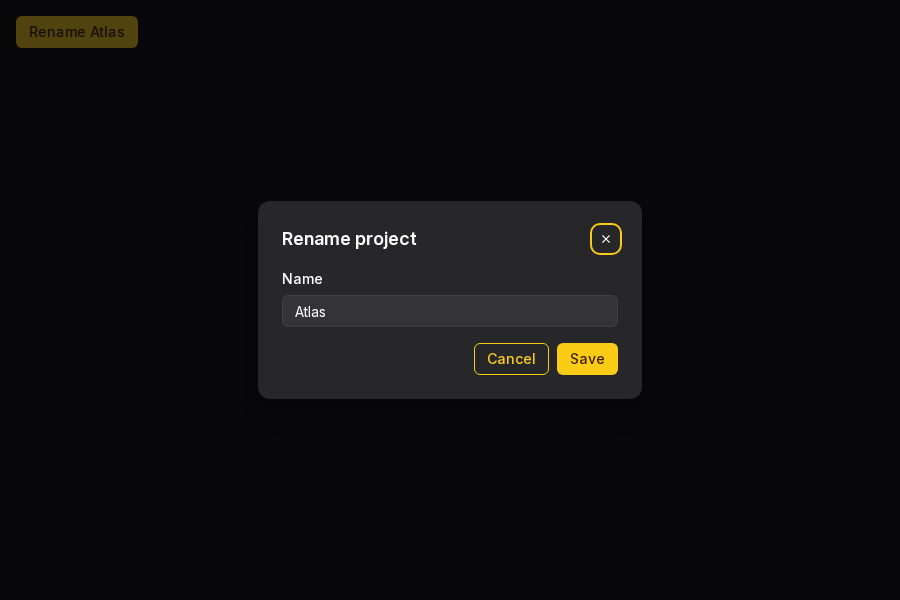 Rename Atlas
Rename project
Name
Atlas
Cancel
Save